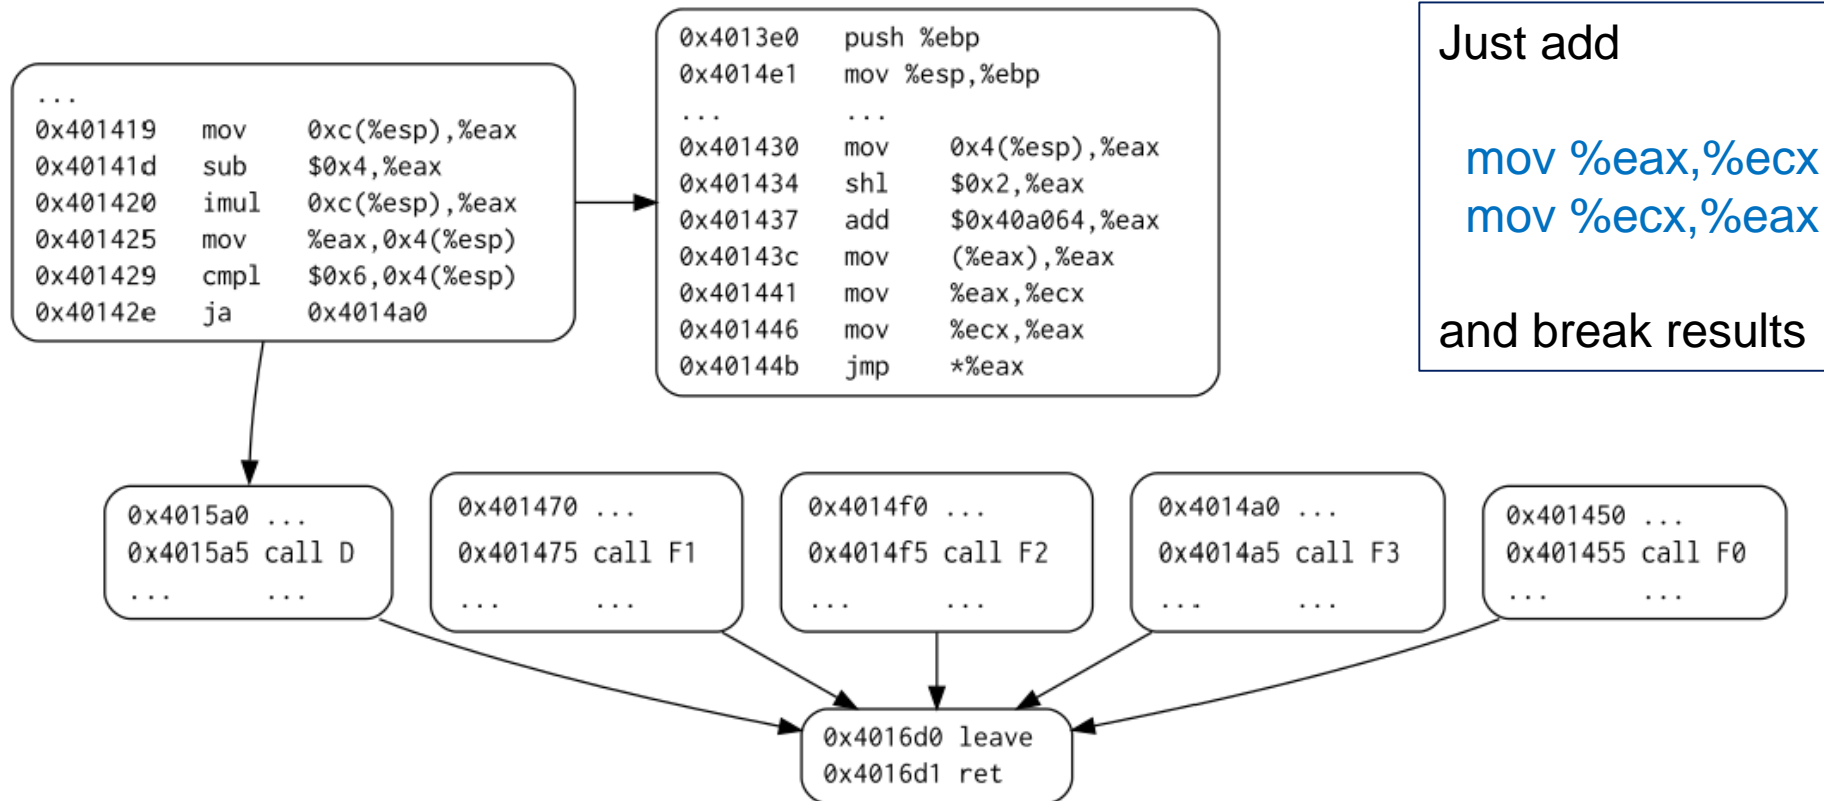 ...
0x401419 mov 0xc(%esp),%eax
0x40141d sub $0x4,%eax
0x401420 imul 0xc(%esp),%eax
0x401425 mov %eax,0x4(%esp)
0x401429 cmpl $0x6,0x4(%esp)
0x40142e ja 0x4014a0
0x4013e0 push %ebp
0x4014e1 mov %esp,%ebp
... ...
0x401430 mov 0x4(%esp),%eax
0x401434 shl $0x2,%eax
0x401437 add $0x40a064,%eax
0x40143c mov (%eax),%eax
0x401441 mov %eax,%ecx
0x401446 mov %ecx,%eax
0x40144b jmp *%eax
Just add
mov %eax,%ecx
mov %ecx,%eax
and break results
0x4015a0 ...
0x4015a5 call D
... ...
0x401470 ...
0x401475 call F1
... ...
0x4014f0 ...
0x4014f5 call F2
... ...
0x4014a0 ...
0x4014a5 call F3
... ...
0x401450 ...
0x401455 call F0
... ...
0x4016d0 leave
0x4016d1 ret